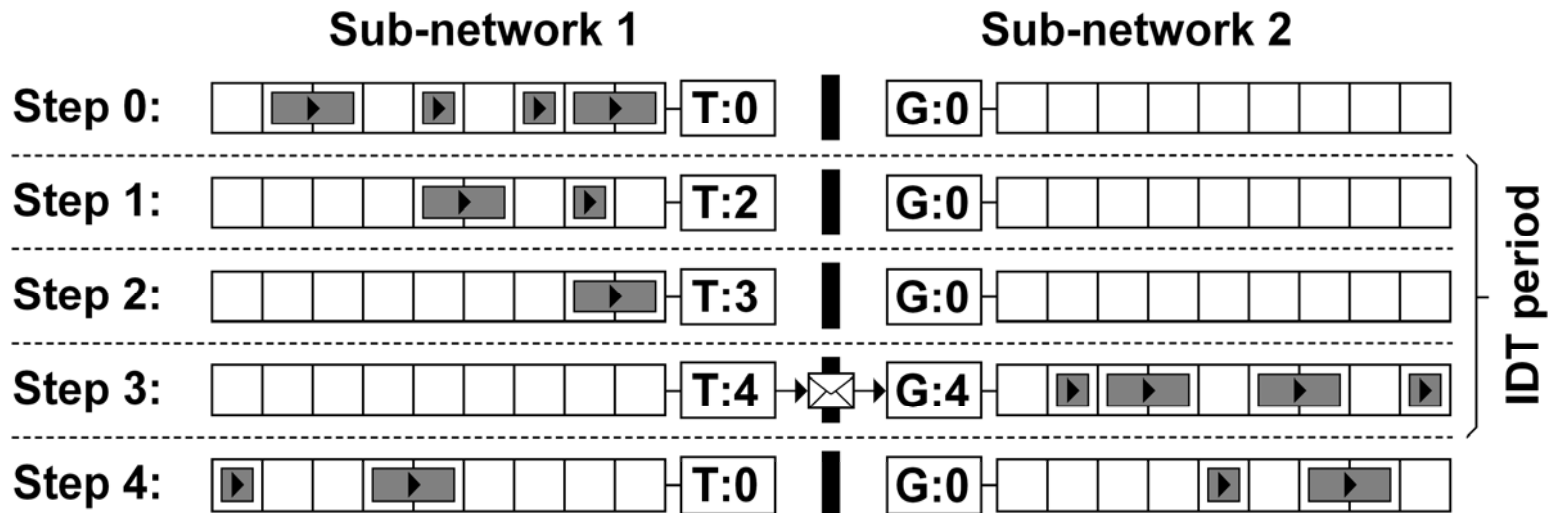 Sub-network 1 Sub-network 2
Step 0: T:0 G:0
Step 1: T:2 G:0
Step 2: T:3 G:0
Step 3: T:4 G:4
Step 4: T:0 G:0
IDT period